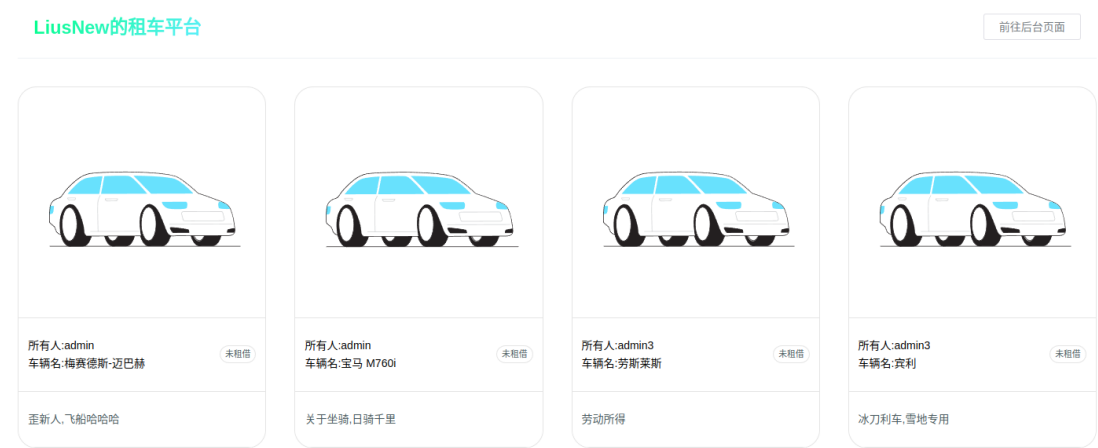 LiusNew的租车平台
前往后台页面
所有人:admin
车辆名:梅赛德斯-迈巴赫
未租借
歪新人,飞船哈哈哈
所有人:admin
车辆名:宝马 M760i
未租借
关于坐骑,日骑千里
所有人:admin3
车辆名:劳斯莱斯
未租借
劳动所得
所有人:admin3
车辆名:宾利
未租借
冰刀利车,雪地专用